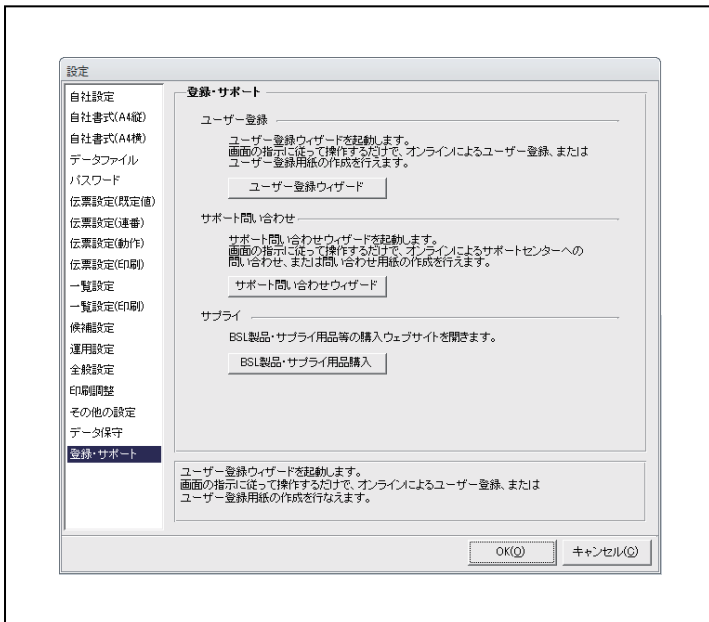 設定
自社設定
自社書式(A4縦)
自社書式(A4横)
データファイル
パスワード
伝票設定(既定値)
伝票設定(連番)
伝票設定(動作)
伝票設定(印刷)
一覧設定
一覧設定(印刷)
候補設定
運用設定
全般設定
印刷調整
その他の設定
データ保守
登録・サポート
登録・サポート
ユーザー登録
ユーザー登録ウィザードを起動します。
画面の指示に従って操作するだけで、オンラインによるユーザー登録、または
ユーザー登録用紙の作成を行えます。
ユーザー登録ウィザード
サポート問い合わせ
サポート問い合わせウィザードを起動します。
画面の指示に従って操作するだけで、オンラインによるサポートセンターへの
問い合わせ、または問い合わせ用紙の作成を行えます。
サポート問い合わせウィザード
サプライ
BSL製品・サプライ用品等の購入ウェブサイトを開きます。
BSL製品・サプライ用品購入
ユーザー登録ウィザードを起動します。
画面の指示に従って操作するだけで、オンラインによるユーザー登録、または
ユーザー登録用紙の作成を行なえます。
OK(O)
キャンセル(C)